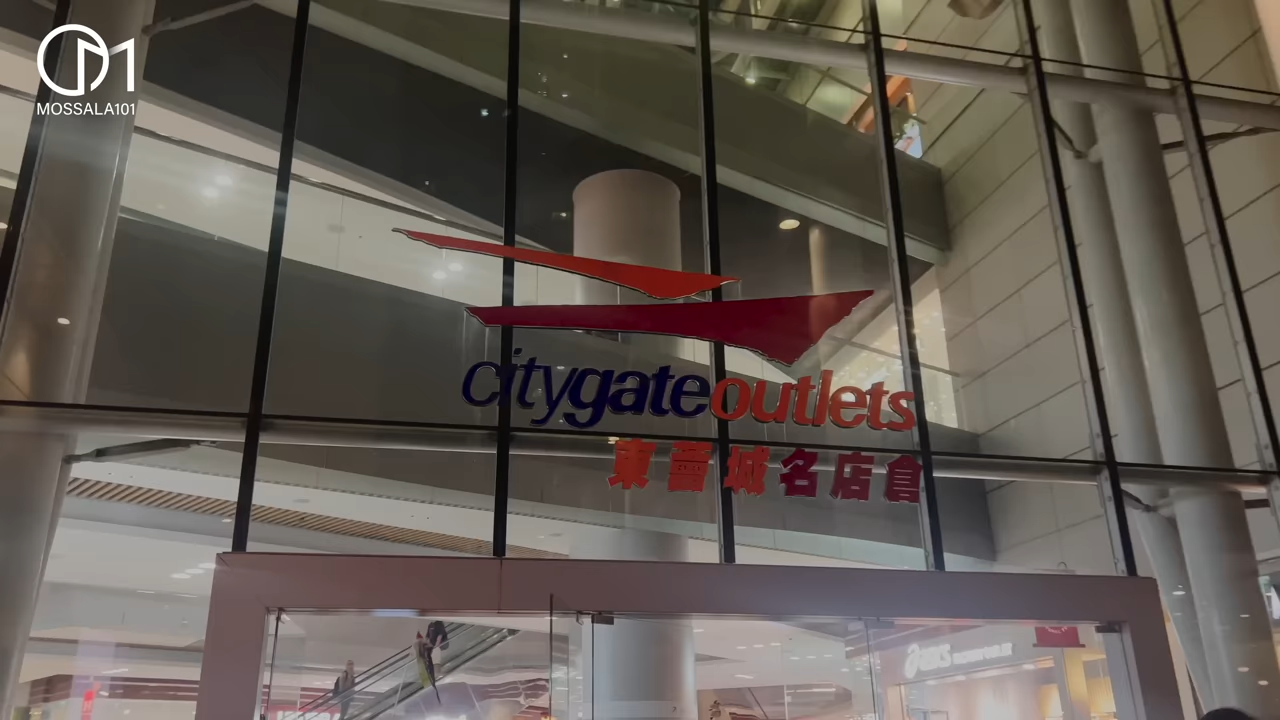 MOSSALA101
citygateoutlets
東薈城名店倉
asics